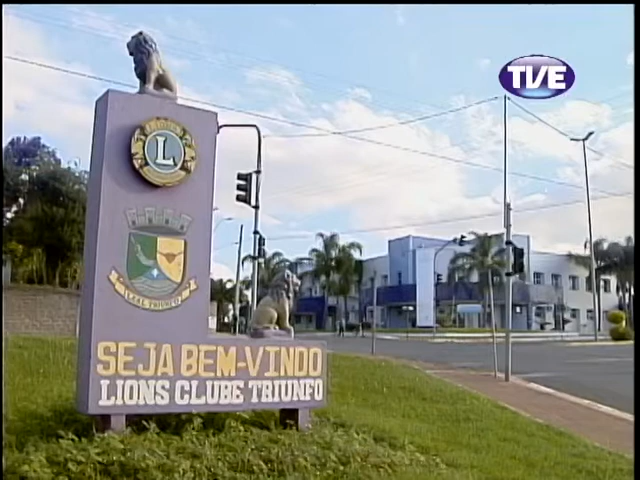 TVE
L
LEAL TRIUNFO
SEJA BEM-VINDO
LIONS CLUBE TRIUNFO